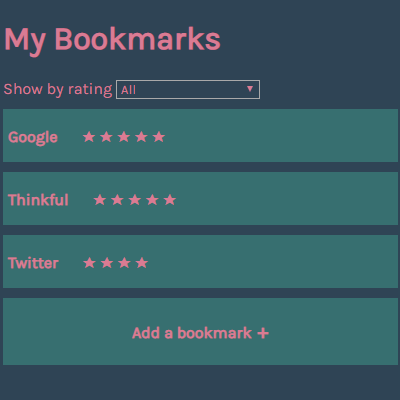 My Bookmarks
Show by rating All ▼
Google ★ ★ ★ ★ ★
Thinkful ★ ★ ★ ★ ★
Twitter ★ ★ ★ ★
Add a bookmark +